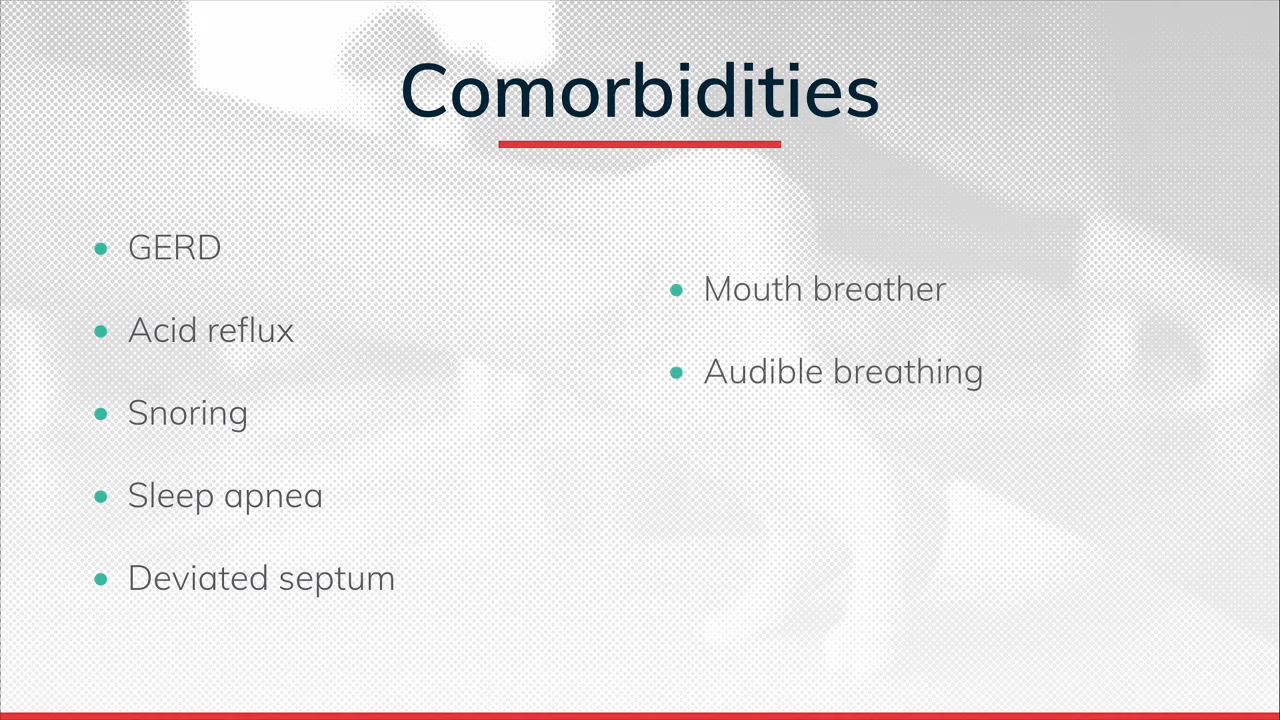 Comorbidities
GERD
Acid reflux
Snoring
Sleep apnea
Deviated septum
Mouth breather
Audible breathing